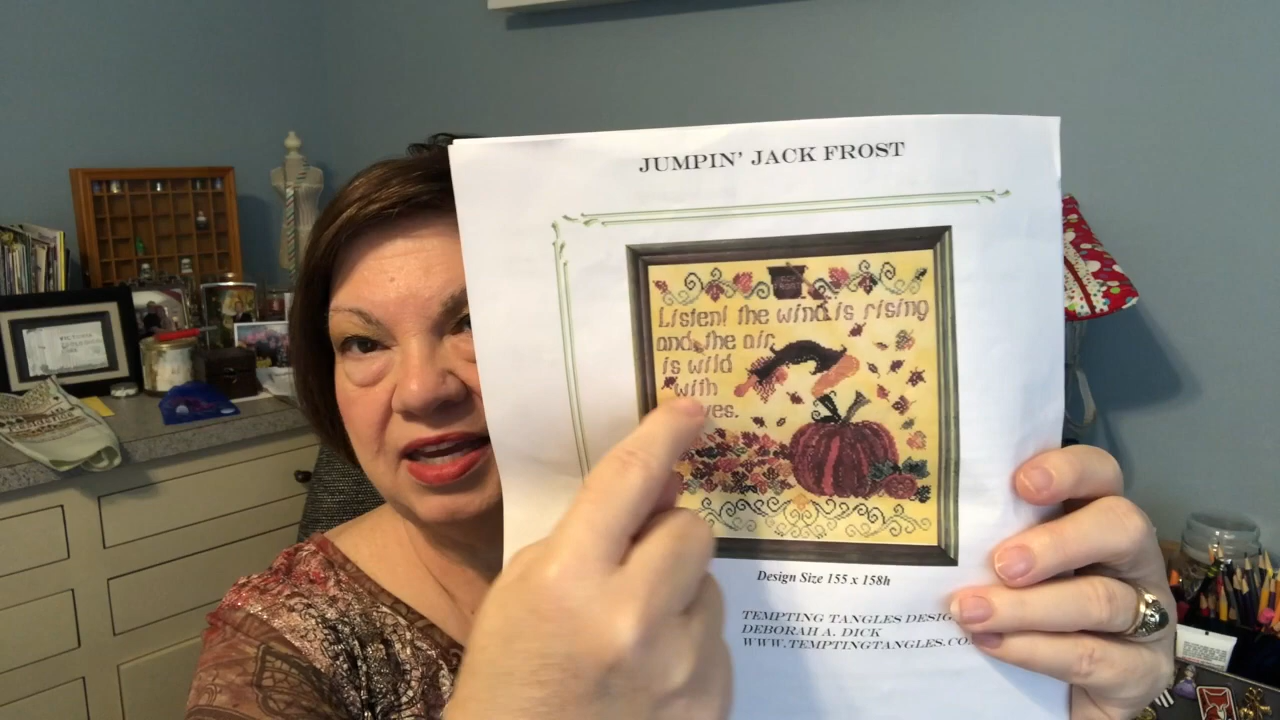 JUMPIN' JACK FROST
Listen! the wind is rising
and the air
is wild
with
ves.
Design Size 155 x 158h
TEMPTING TANGLES DESIG
DEBORAH A. DICK
WWW.TEMPTINGTANGLES.CO